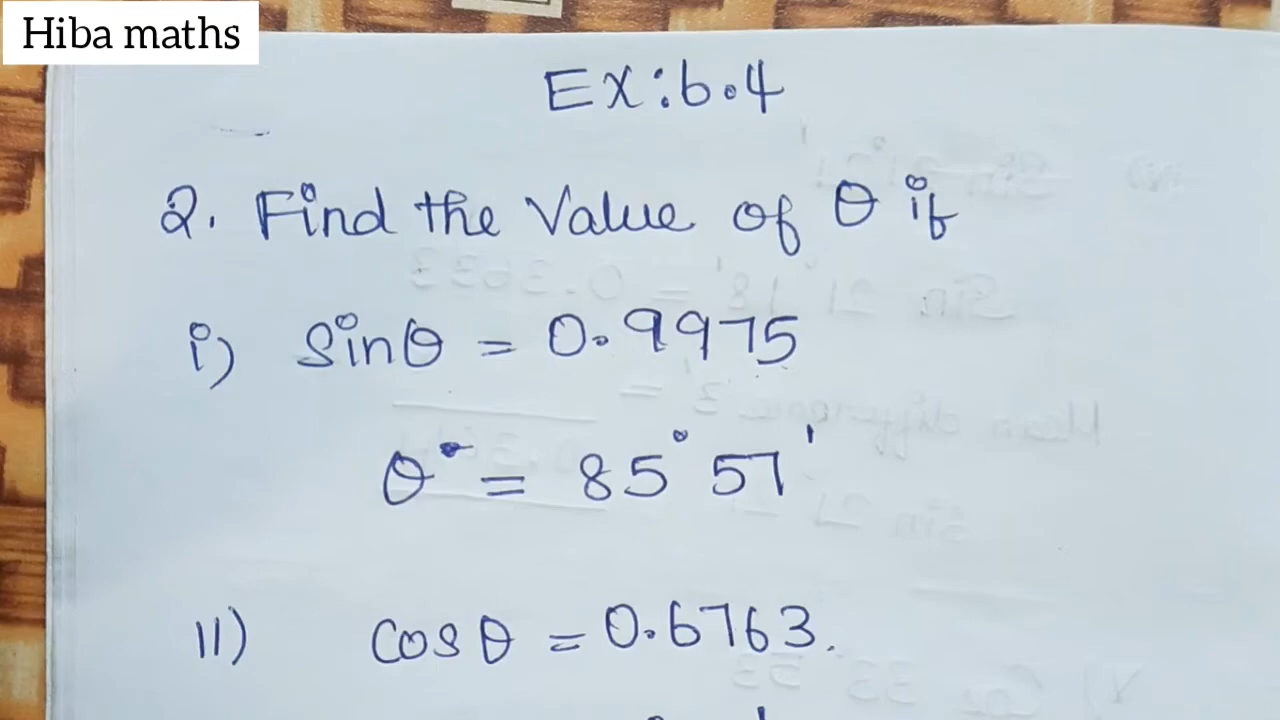 Hiba maths
Ex: 6.4
2. Find the Value of θ if
i) Sinθ = 0.9975
θ = 85° 57'
ii) Cosθ = 0.6763.